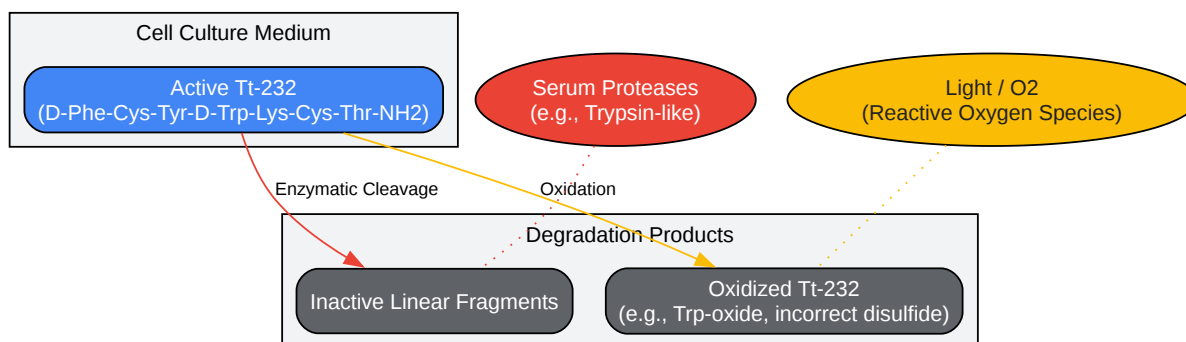 Cell Culture Medium
Active Tt-232
(D-Phe-Cys-Tyr-D-Trp-Lys-Cys-Thr-NH2)
Serum Proteases
(e.g., Trypsin-like)
Light / O2
(Reactive Oxygen Species)
Enzymatic Cleavage
Oxidation
Degradation Products
Inactive Linear Fragments
Oxidized Tt-232
(e.g., Trp-oxide, incorrect disulfide)